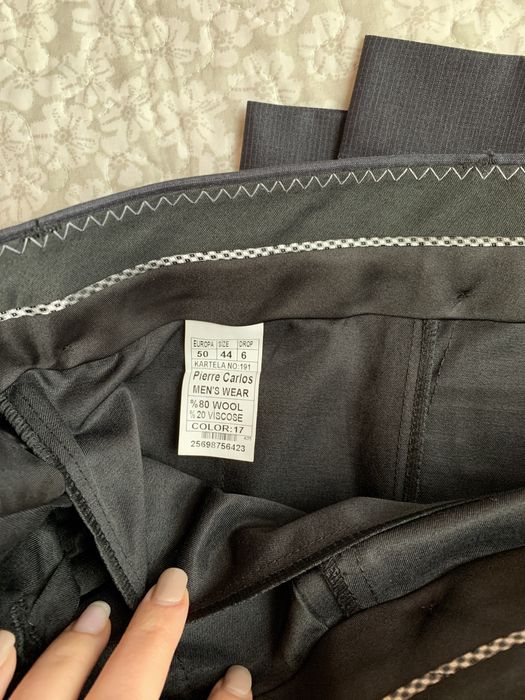 EUROPA SIZE DROP
50 44 6
KARTELA NO:191
Pierre Carlos
MEN'S WEAR
%80 WOOL
%20 VISCOSE
COLOR:17
25698756423